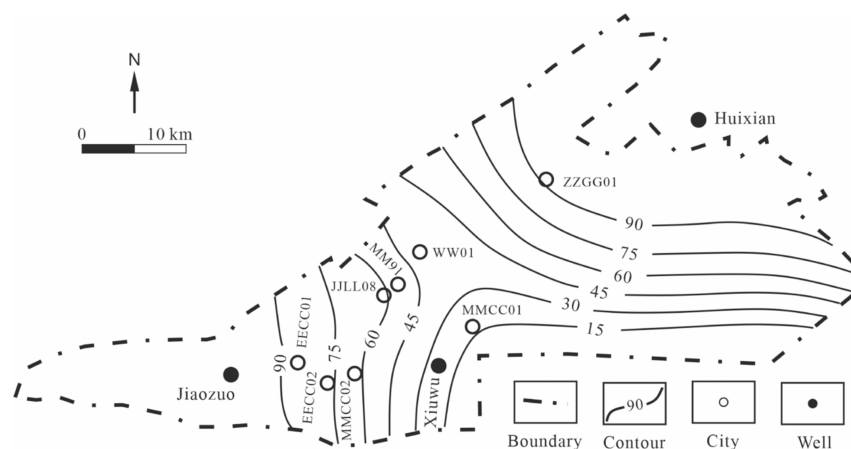 N
0 10 km
Huixian
ZZGG01
90
75
60
45
30
15
WW01
MM91
JJLL08
45
60
MMCC01
EECC01
75
90
EECC02
MMCC02
Xiuwu
Jiaozuo
90
Boundary Contour City Well